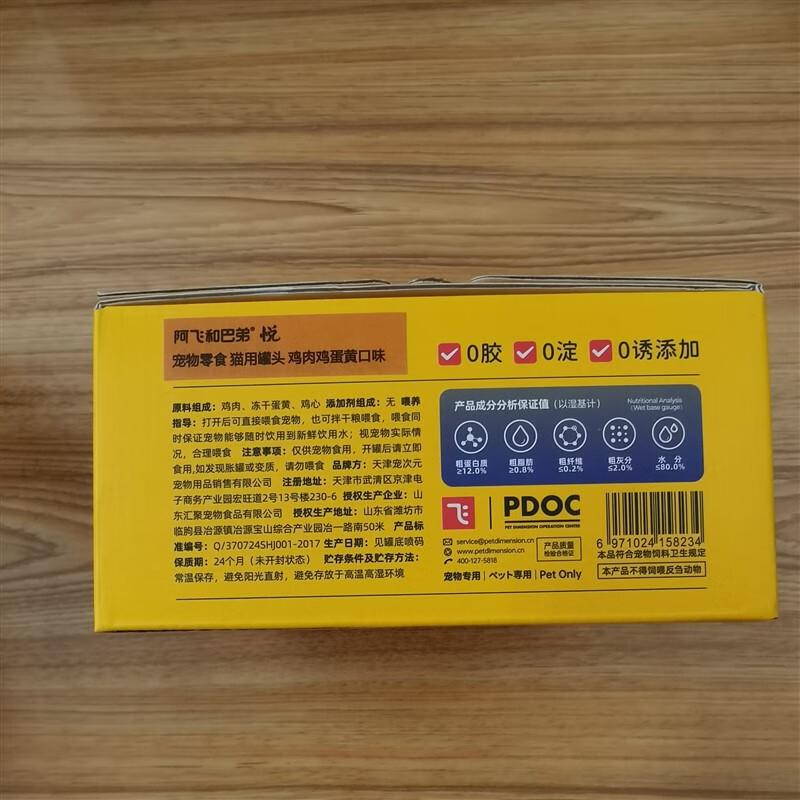 阿飞和巴弟® 悦
宠物零食 猫用罐头 鸡肉鸡蛋黄口味
0胶 0淀 0诱添加
原料组成：鸡肉、冻干蛋黄、鸡心 添加剂组成：无 喂养
指导：打开后可直接喂食宠物，也可拌干粮喂食，喂食同
时保证宠物能够随时饮用到新鲜饮用水；视宠物实际情
况，合理喂食 注意事项：仅供宠物食用，开罐后请立即
食用,如发现胀罐或变质，请勿喂食 品牌方：天津宠次元
宠物用品销售有限公司 注册地址：天津市武清区京津电
子商务产业园宏旺道2号13号楼230-6 授权生产企业：山
东汇聚宠物食品有限公司 授权生产地址：山东省潍坊市
临朐县冶源镇冶源宝山综合产业园冶一路南50米 产品标
准编号：Q/370724SHJ001-2017 生产日期：见罐底喷码
保质期：24个月（未开封状态） 贮存条件及贮存方法：
常温保存，避免阳光直射，避免存放于高温高湿环境
产品成分分析保证值（以湿基计）
Nutritional Analysis
(Wet base gauge)
粗蛋白质 粗脂肪 粗纤维 粗灰分 水 分
≥12.0% ≥0.8% ≤0.2% ≤2.0% ≤80.0%
PDOC
PET DIMENSION OPERATION CENTER
service@petdimension.cn
www.petdimension.cn
400-127-5818
产品质量
检验合格证
宠物专用 | ペット専用 | Pet Only
6 971024 158234
本品符合宠物饲料卫生规定
本产品不得饲喂反刍动物